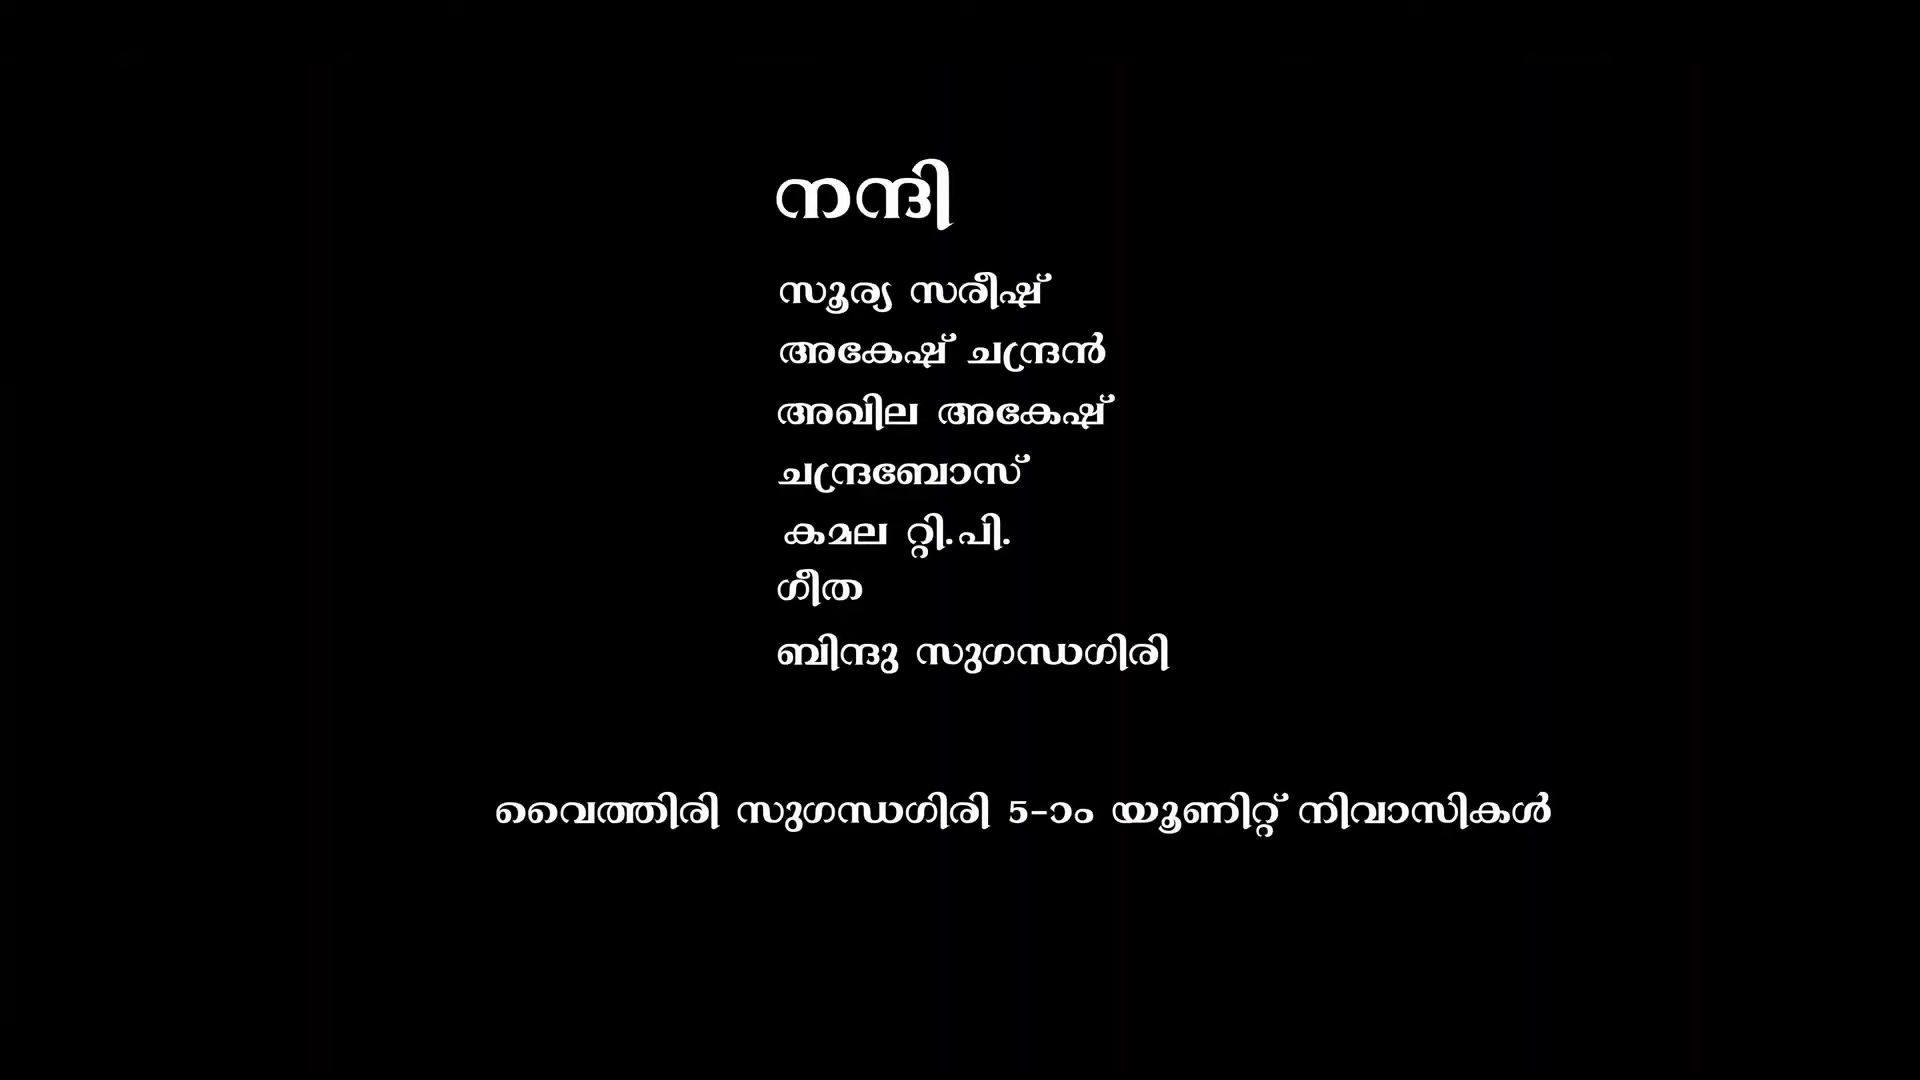 നന്ദി
സൂര്യ സരീഷ്
അകേഷ് ചന്ദ്രൻ
അഖില അകേഷ്
ചന്ദ്രബോസ്
കമല റ്റി.പി.
ഗീത
ബിന്ദു സുഗന്ധഗിരി
വൈത്തിരി സുഗന്ധഗിരി 5-ാം യൂണിറ്റ് നിവാസികൾ